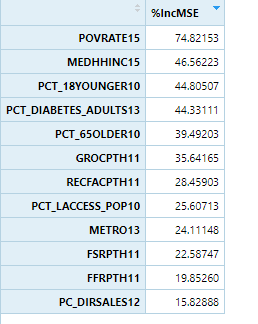 %IncMSE
POVRATE15 74.82153
MEDHHINC15 46.56223
PCT_18YOUNGER10 44.80507
PCT_DIABETES_ADULTS13 44.33111
PCT_65OLDER10 39.49203
GROCPTH11 35.64165
RECFACPTH11 28.45903
PCT_LACCESS_POP10 25.60713
METRO13 24.11148
FSRPTH11 22.58747
FFRPTH11 19.85260
PC_DIRSALES12 15.82888